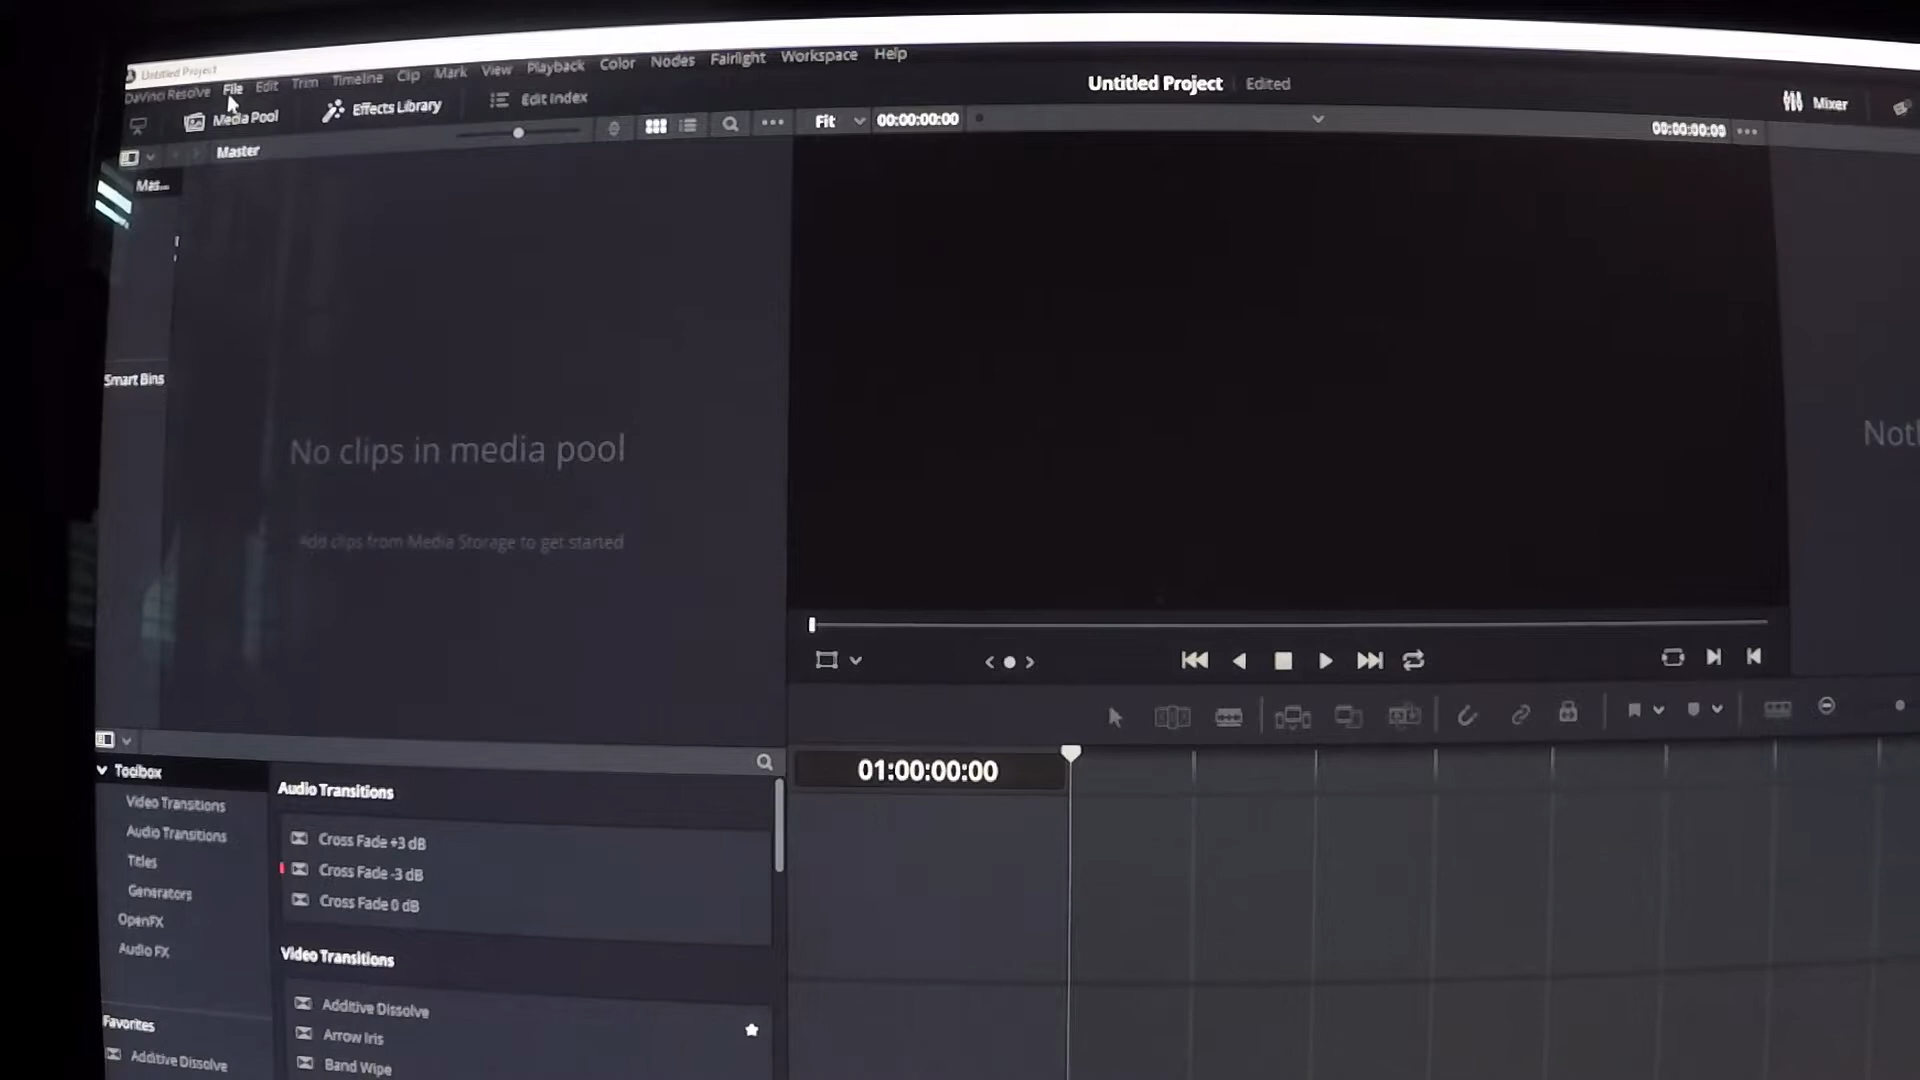 Untitled Project
DaVinci Resolve File Edit Trim Timeline Clip Mark View Playback Color Nodes Fairlight Workspace Help
Media Pool Effects Library Edit Index Untitled Project Edited Mixer
Master Fit 00:00:00:00 00:00:00:00
Mas...
Smart Bins
No clips in media pool
Add clips from Media Storage to get started
Noth
01:00:00:00
Toolbox
Video Transitions
Audio Transitions
Titles
Generators
OpenFX
Audio FX
Favorites
Additive Dissolve
Audio Transitions
Cross Fade +3 dB
Cross Fade -3 dB
Cross Fade 0 dB
Video Transitions
Additive Dissolve
Arrow Iris
Band Wipe